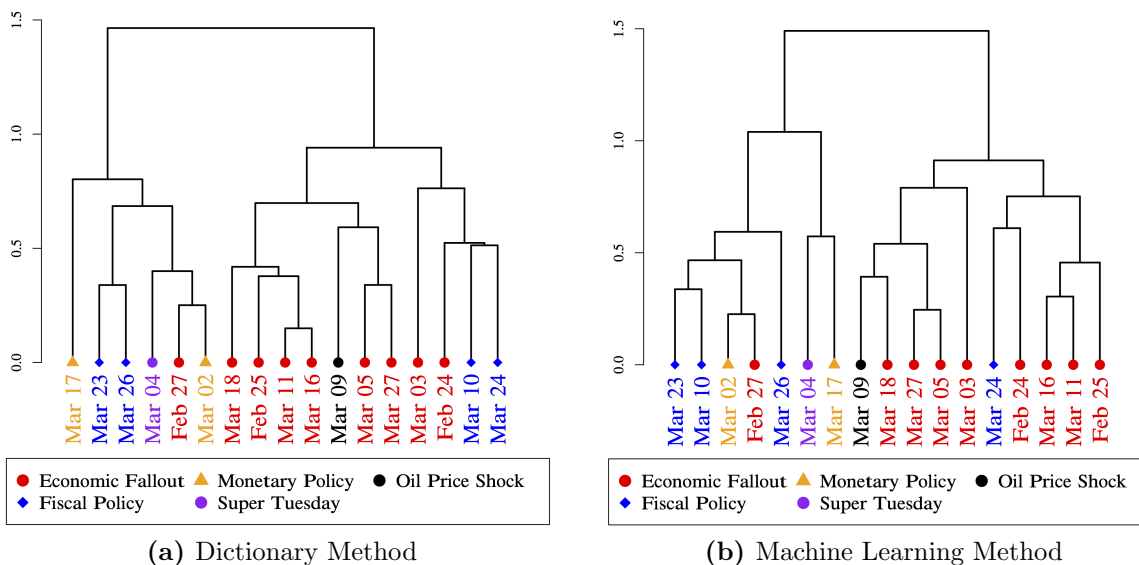 1.5
1.0
0.5
0.0
Mar 17
Mar 23
Mar 26
Mar 04
Feb 27
Mar 02
Mar 18
Feb 25
Mar 11
Mar 16
Mar 09
Mar 05
Mar 27
Mar 03
Feb 24
Mar 10
Mar 24
Economic Fallout Monetary Policy Oil Price Shock
Fiscal Policy Super Tuesday
(a) Dictionary Method
1.5
1.0
0.5
0.0
Mar 23
Mar 10
Mar 02
Feb 27
Mar 26
Mar 04
Mar 17
Mar 09
Mar 18
Mar 27
Mar 05
Mar 03
Mar 24
Feb 24
Mar 16
Mar 11
Feb 25
Economic Fallout Monetary Policy Oil Price Shock
Fiscal Policy Super Tuesday
(b) Machine Learning Method